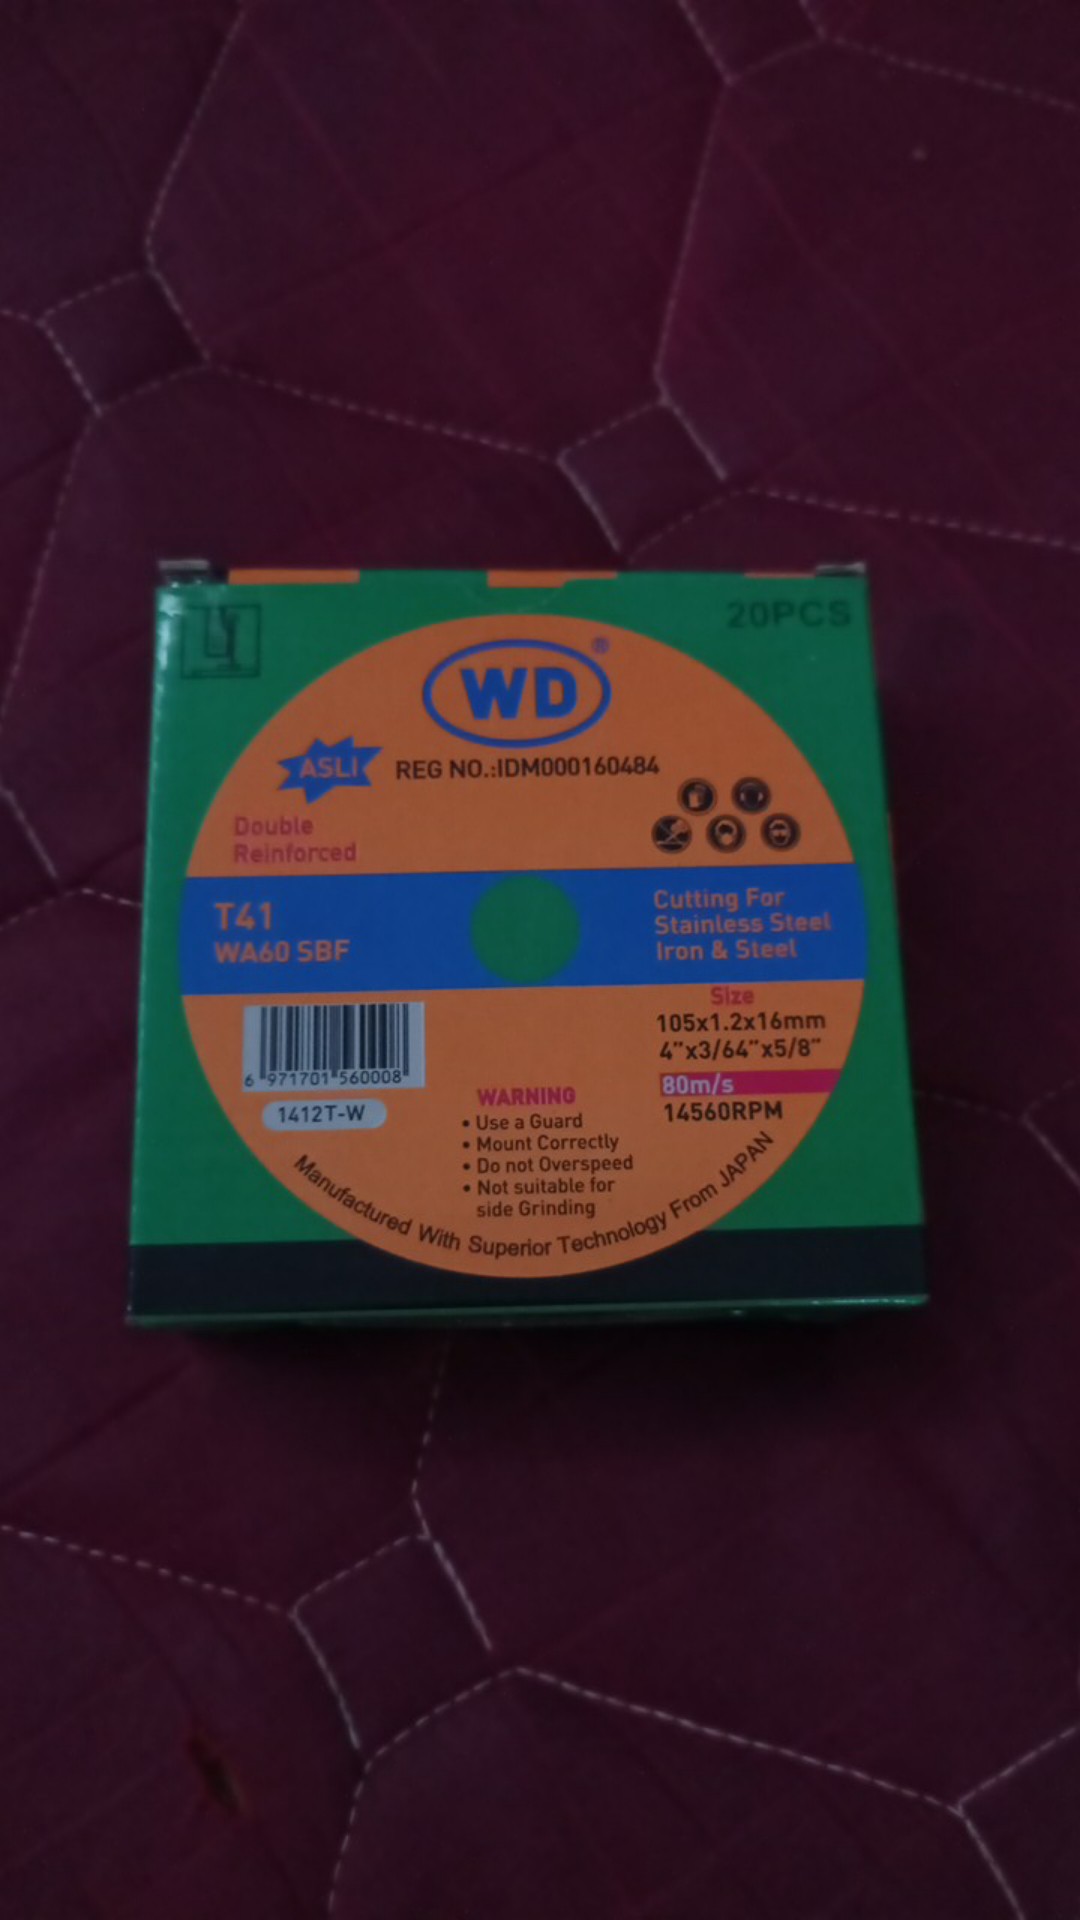 20PCS
WD®
ASLI
REG NO.:IDM000160484
Double
Reinforced
T41
WA60 SBF
Cutting For
Stainless Steel
Iron & Steel
Size
105x1.2x16mm
4"x3/64"x5/8"
80m/s
14560RPM
6 971701 560008
1412T-W
WARNING
• Use a Guard
• Mount Correctly
• Do not Overspeed
• Not suitable for
side Grinding
Manufactured With Superior Technology From JAPAN